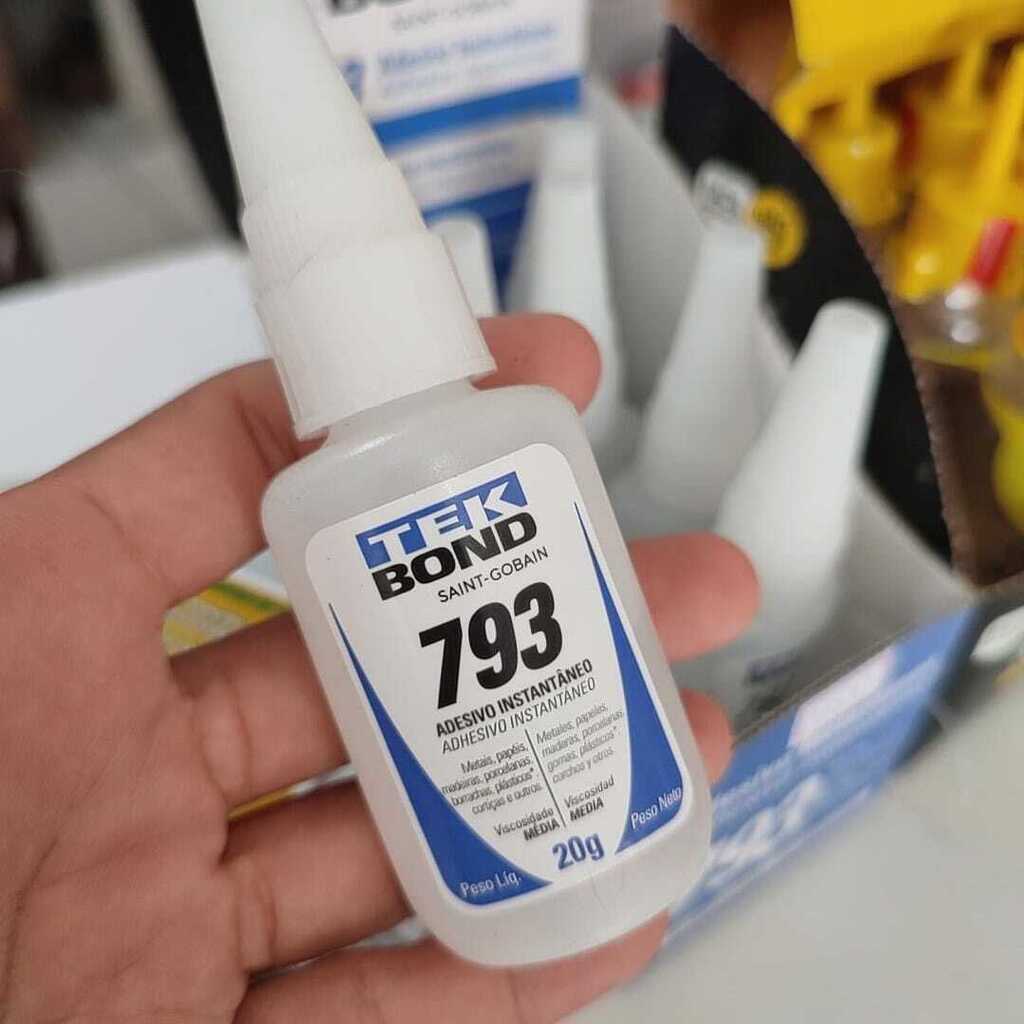 TEK
BOND
SAINT-GOBAIN
793
ADESIVO INSTANTÂNEO
ADHESIVO INSTANTÁNEO
Metais, papéis,
madeiras, porcelanas,
borrachas, plásticos*,
cortiças e outros.
Viscosidade
MÉDIA
Metales, papeles,
maderas, porcelanas,
gomas, plásticos*,
corchos y otros.
Viscosidad
MEDIA
Peso Líq.
20g
Peso Neto